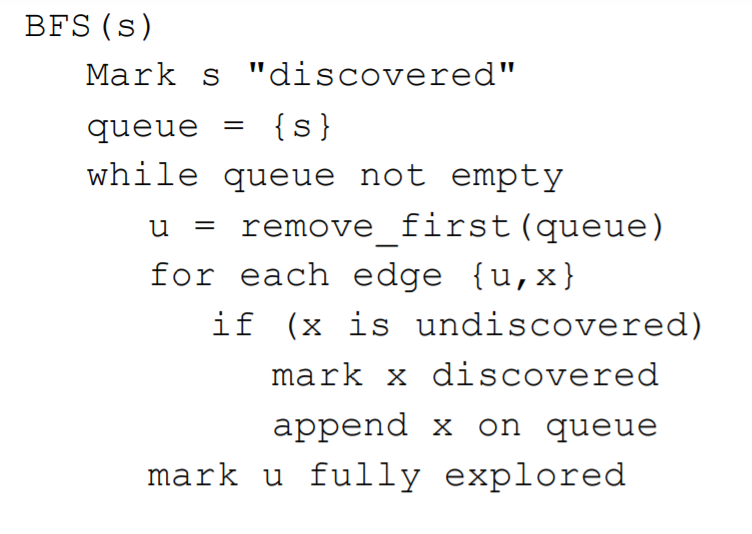 BFS(s)
Mark s "discovered"
queue = {s}
while queue not empty
u = remove_first(queue)
for each edge {u,x}
if (x is undiscovered)
mark x discovered
append x on queue
mark u fully explored